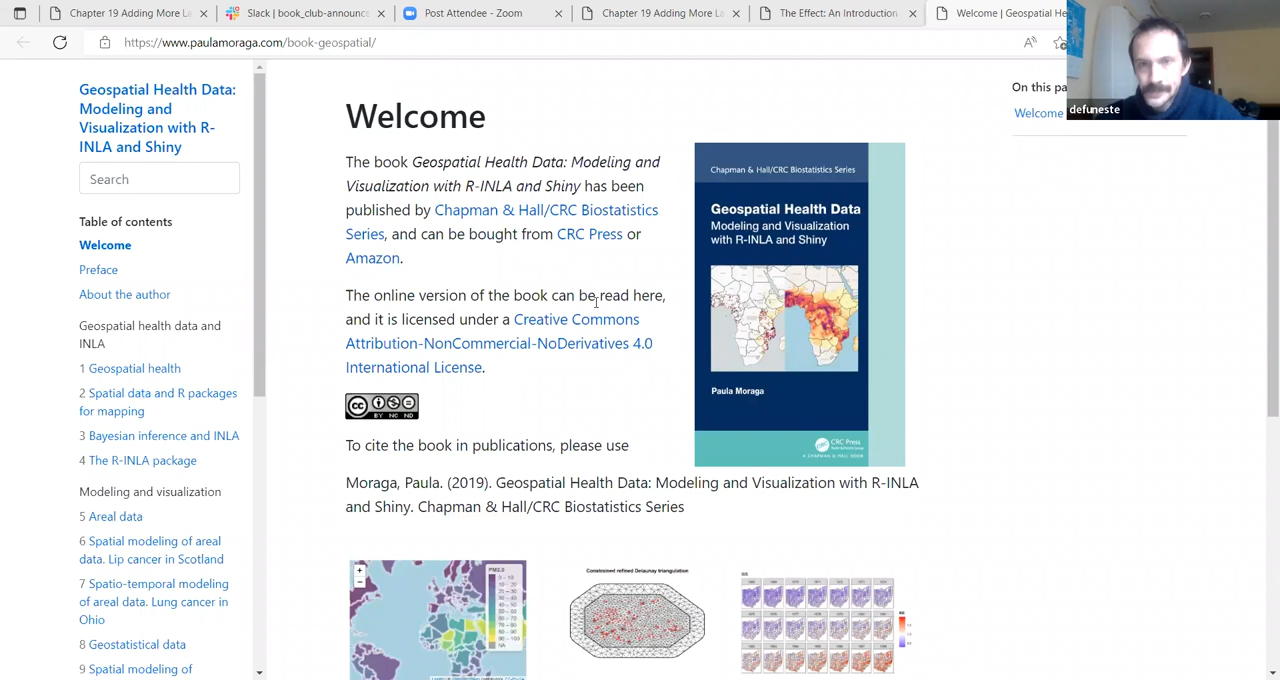 Chapter 19 Adding More La
Slack | book_club-announc
Post Attendee - Zoom
Chapter 19 Adding More La
The Effect: An Introduction
Welcome | Geospatial He
https://www.paulamoraga.com/book-geospatial/
defuneste
Geospatial Health Data:
Modeling and
Visualization with R-
INLA and Shiny
Search
Table of contents
Welcome
Preface
About the author
Geospatial health data and
INLA
1 Geospatial health
2 Spatial data and R packages
for mapping
3 Bayesian inference and INLA
4 The R-INLA package
Modeling and visualization
5 Areal data
6 Spatial modeling of areal
data. Lip cancer in Scotland
7 Spatio-temporal modeling
of areal data. Lung cancer in
Ohio
8 Geostatistical data
9 Spatial modeling of
Welcome
The book Geospatial Health Data: Modeling and
Visualization with R-INLA and Shiny has been
published by Chapman & Hall/CRC Biostatistics
Series, and can be bought from CRC Press or
Amazon.
The online version of the book can be read here,
and it is licensed under a Creative Commons
Attribution-NonCommercial-NoDerivatives 4.0
International License.
CC BY NC ND
To cite the book in publications, please use
Moraga, Paula. (2019). Geospatial Health Data: Modeling and Visualization with R-INLA
and Shiny. Chapman & Hall/CRC Biostatistics Series
Chapman & Hall/CRC Biostatistics Series
Geospatial Health Data
Modeling and Visualization
with R-INLA and Shiny
Paula Moraga
CRC Press
PM2.5
Constrained refined Delaunay triangulation
On this pa
Welcome